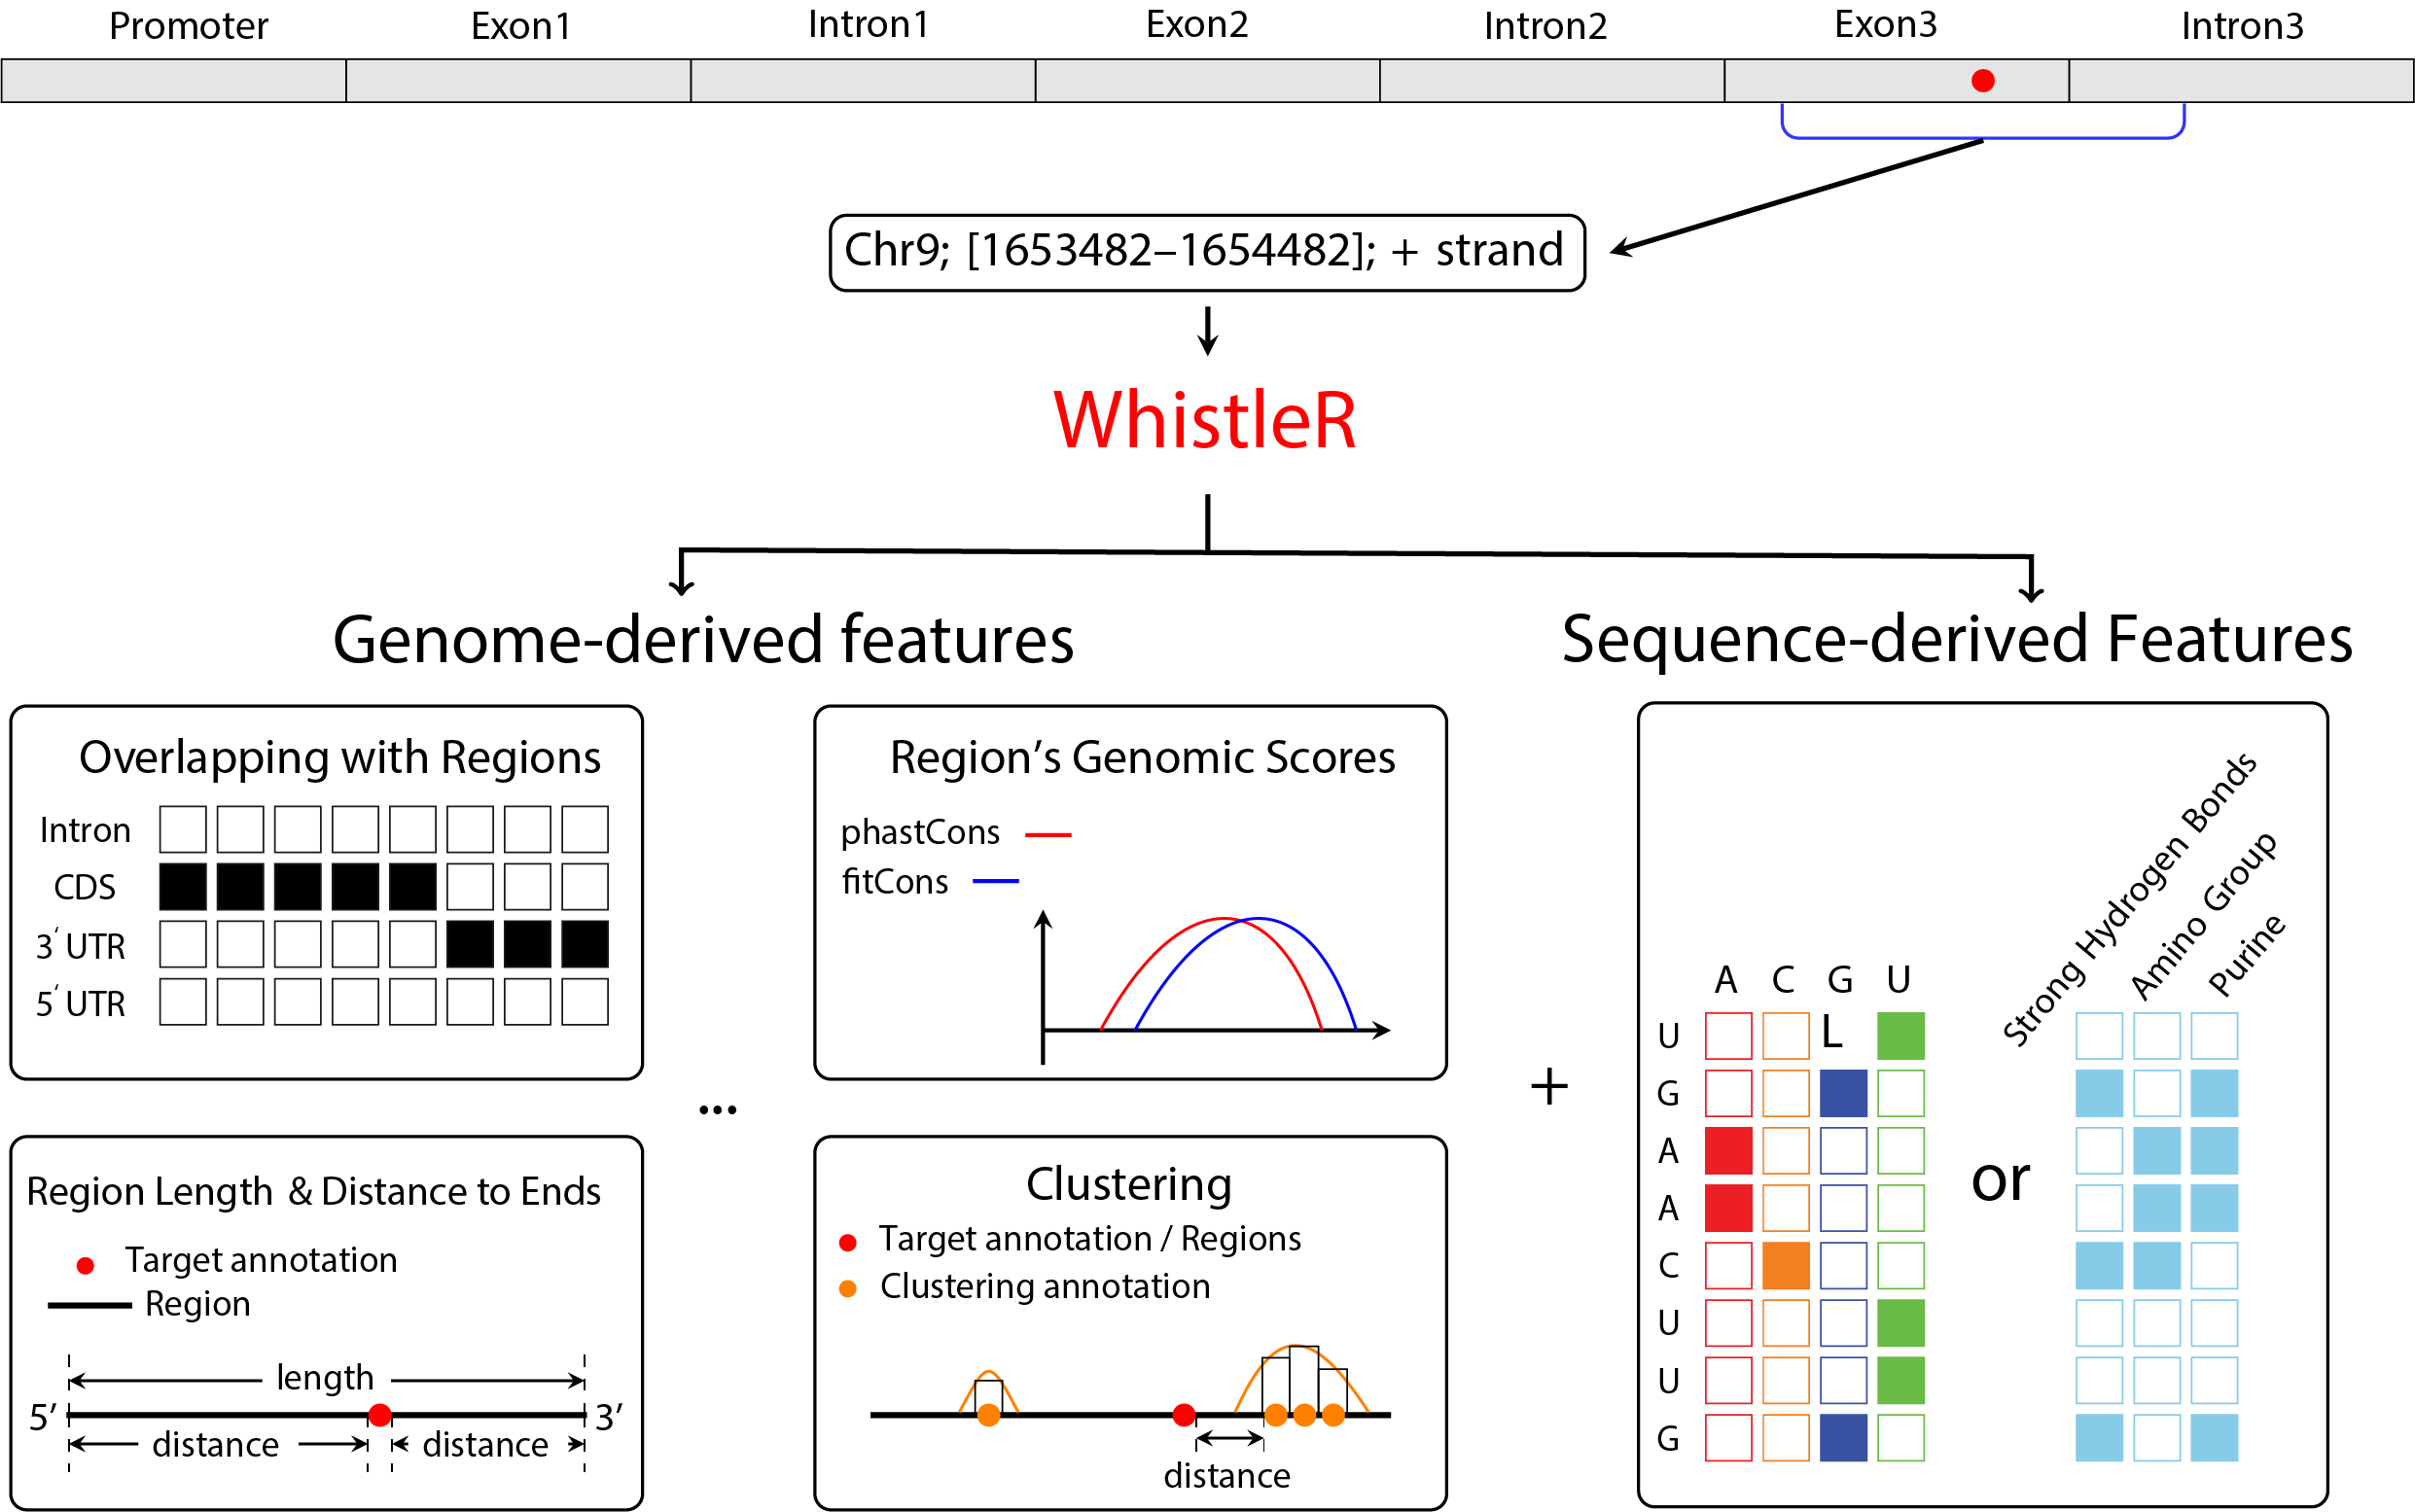 Promoter Exon1 Intron1 Exon2 Intron2 Exon3 Intron3
Chr9; [1653482–1654482]; + strand
WhistleR
Genome-derived features
Sequence-derived Features
Overlapping with Regions
Intron
CDS
3' UTR
5' UTR
Region's Genomic Scores
phastCons
fitCons
...
Region Length & Distance to Ends
Target annotation
Region
length
5' 3'
distance distance
Clustering
Target annotation / Regions
Clustering annotation
distance
+
Strong Hydrogen Bonds
Amino Group
Purine
A C G U
U L
G
A
A
or
C
U
U
G